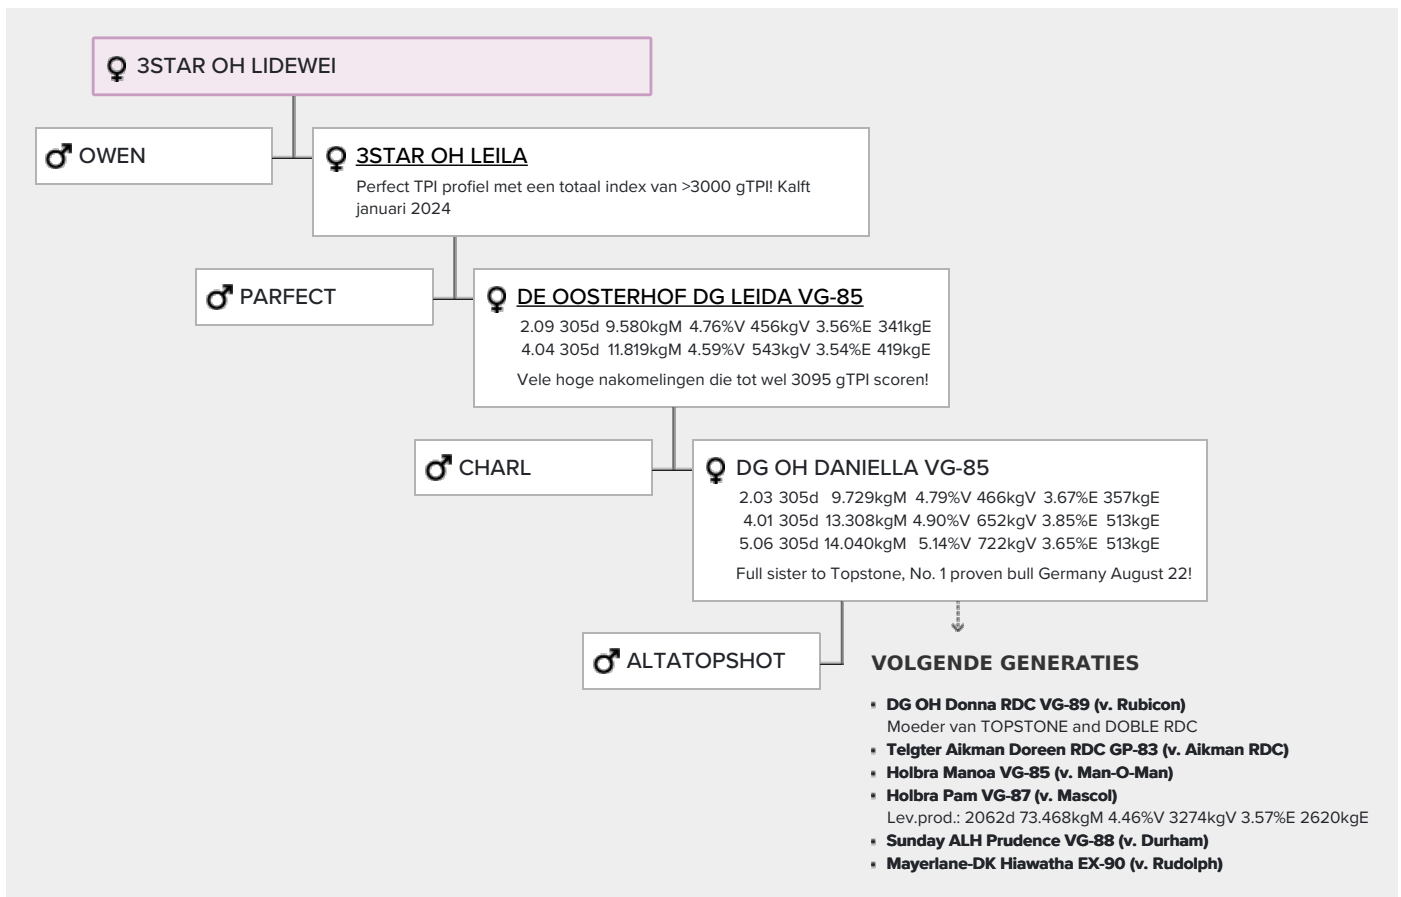 3STAR OH LIDEWEI
OWEN
3STAR OH LEILA
Perfect TPI profiel met een totaal index van >3000 gTPI! Kalft
januari 2024
PARFECT
DE OOSTERHOF DG LEIDA VG-85
2.09 305d 9.580kgM 4.76%V 456kgV 3.56%E 341kgE
4.04 305d 11.819kgM 4.59%V 543kgV 3.54%E 419kgE
Vele hoge nakomelingen die tot wel 3095 gTPI scoren!
CHARL
DG OH DANIELLA VG-85
2.03 305d 9.729kgM 4.79%V 466kgV 3.67%E 357kgE
4.01 305d 13.308kgM 4.90%V 652kgV 3.85%E 513kgE
5.06 305d 14.040kgM 5.14%V 722kgV 3.65%E 513kgE
Full sister to Topstone, No. 1 proven bull Germany August 22!
ALTATOPSHOT
VOLGENDE GENERATIES
DG OH Donna RDC VG-89 (v. Rubicon)
Moeder van TOPSTONE and DOBLE RDC
Telgter Aikman Doreen RDC GP-83 (v. Aikman RDC)
Holbra Manoa VG-85 (v. Man-O-Man)
Holbra Pam VG-87 (v. Mascol)
Lev.prod.: 2062d 73.468kgM 4.46%V 3274kgV 3.57%E 2620kgE
Sunday ALH Prudence VG-88 (v. Durham)
Mayerlane-DK Hiawatha EX-90 (v. Rudolph)